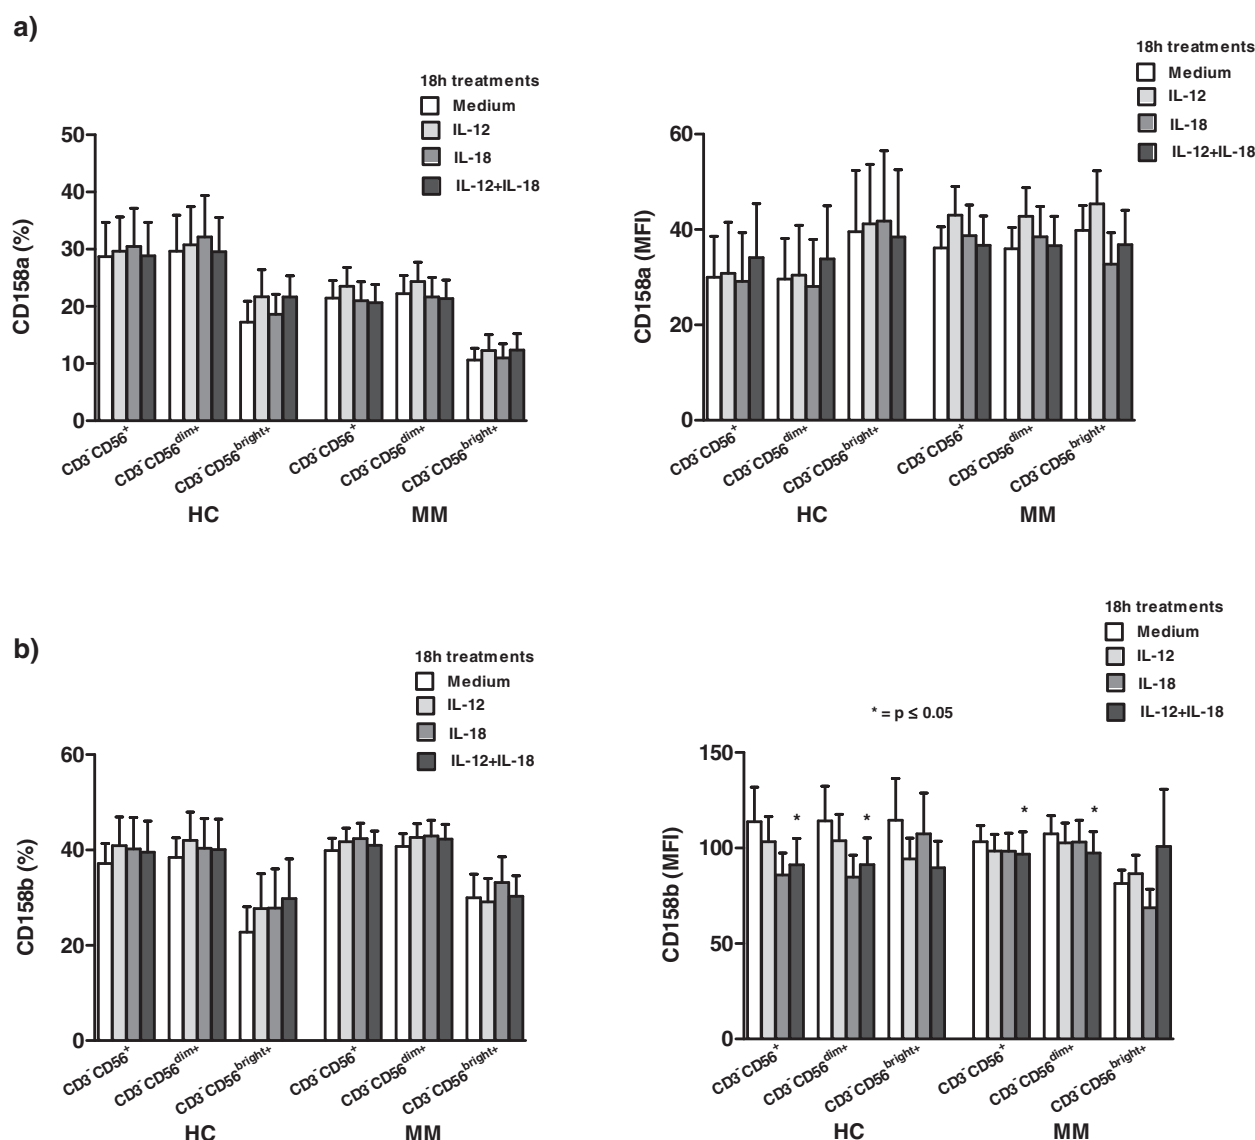 a)
18h treatments
Medium
IL-12
IL-18
IL-12+IL-18
CD158a (%)
50
40
30
20
10
0
CD3⁻CD56⁺
CD3⁻CD56dim+
CD3⁻CD56bright+
CD3⁻CD56⁺
CD3⁻CD56dim+
CD3⁻CD56bright+
HC
MM
18h treatments
Medium
IL-12
IL-18
IL-12+IL-18
CD158a (MFI)
60
40
20
0
CD3⁻CD56⁺
CD3⁻CD56dim+
CD3⁻CD56bright+
CD3⁻CD56⁺
CD3⁻CD56dim+
CD3⁻CD56bright+
HC
MM
b)
18h treatments
Medium
IL-12
IL-18
IL-12+IL-18
CD158b (%)
60
40
20
0
CD3⁻CD56⁺
CD3⁻CD56dim+
CD3⁻CD56bright+
CD3⁻CD56⁺
CD3⁻CD56dim+
CD3⁻CD56bright+
HC
MM
18h treatments
Medium
IL-12
IL-18
IL-12+IL-18
* = p ≤ 0.05
CD158b (MFI)
150
100
50
0
* * * *
CD3⁻CD56⁺
CD3⁻CD56dim+
CD3⁻CD56bright+
CD3⁻CD56⁺
CD3⁻CD56dim+
CD3⁻CD56bright+
HC
MM